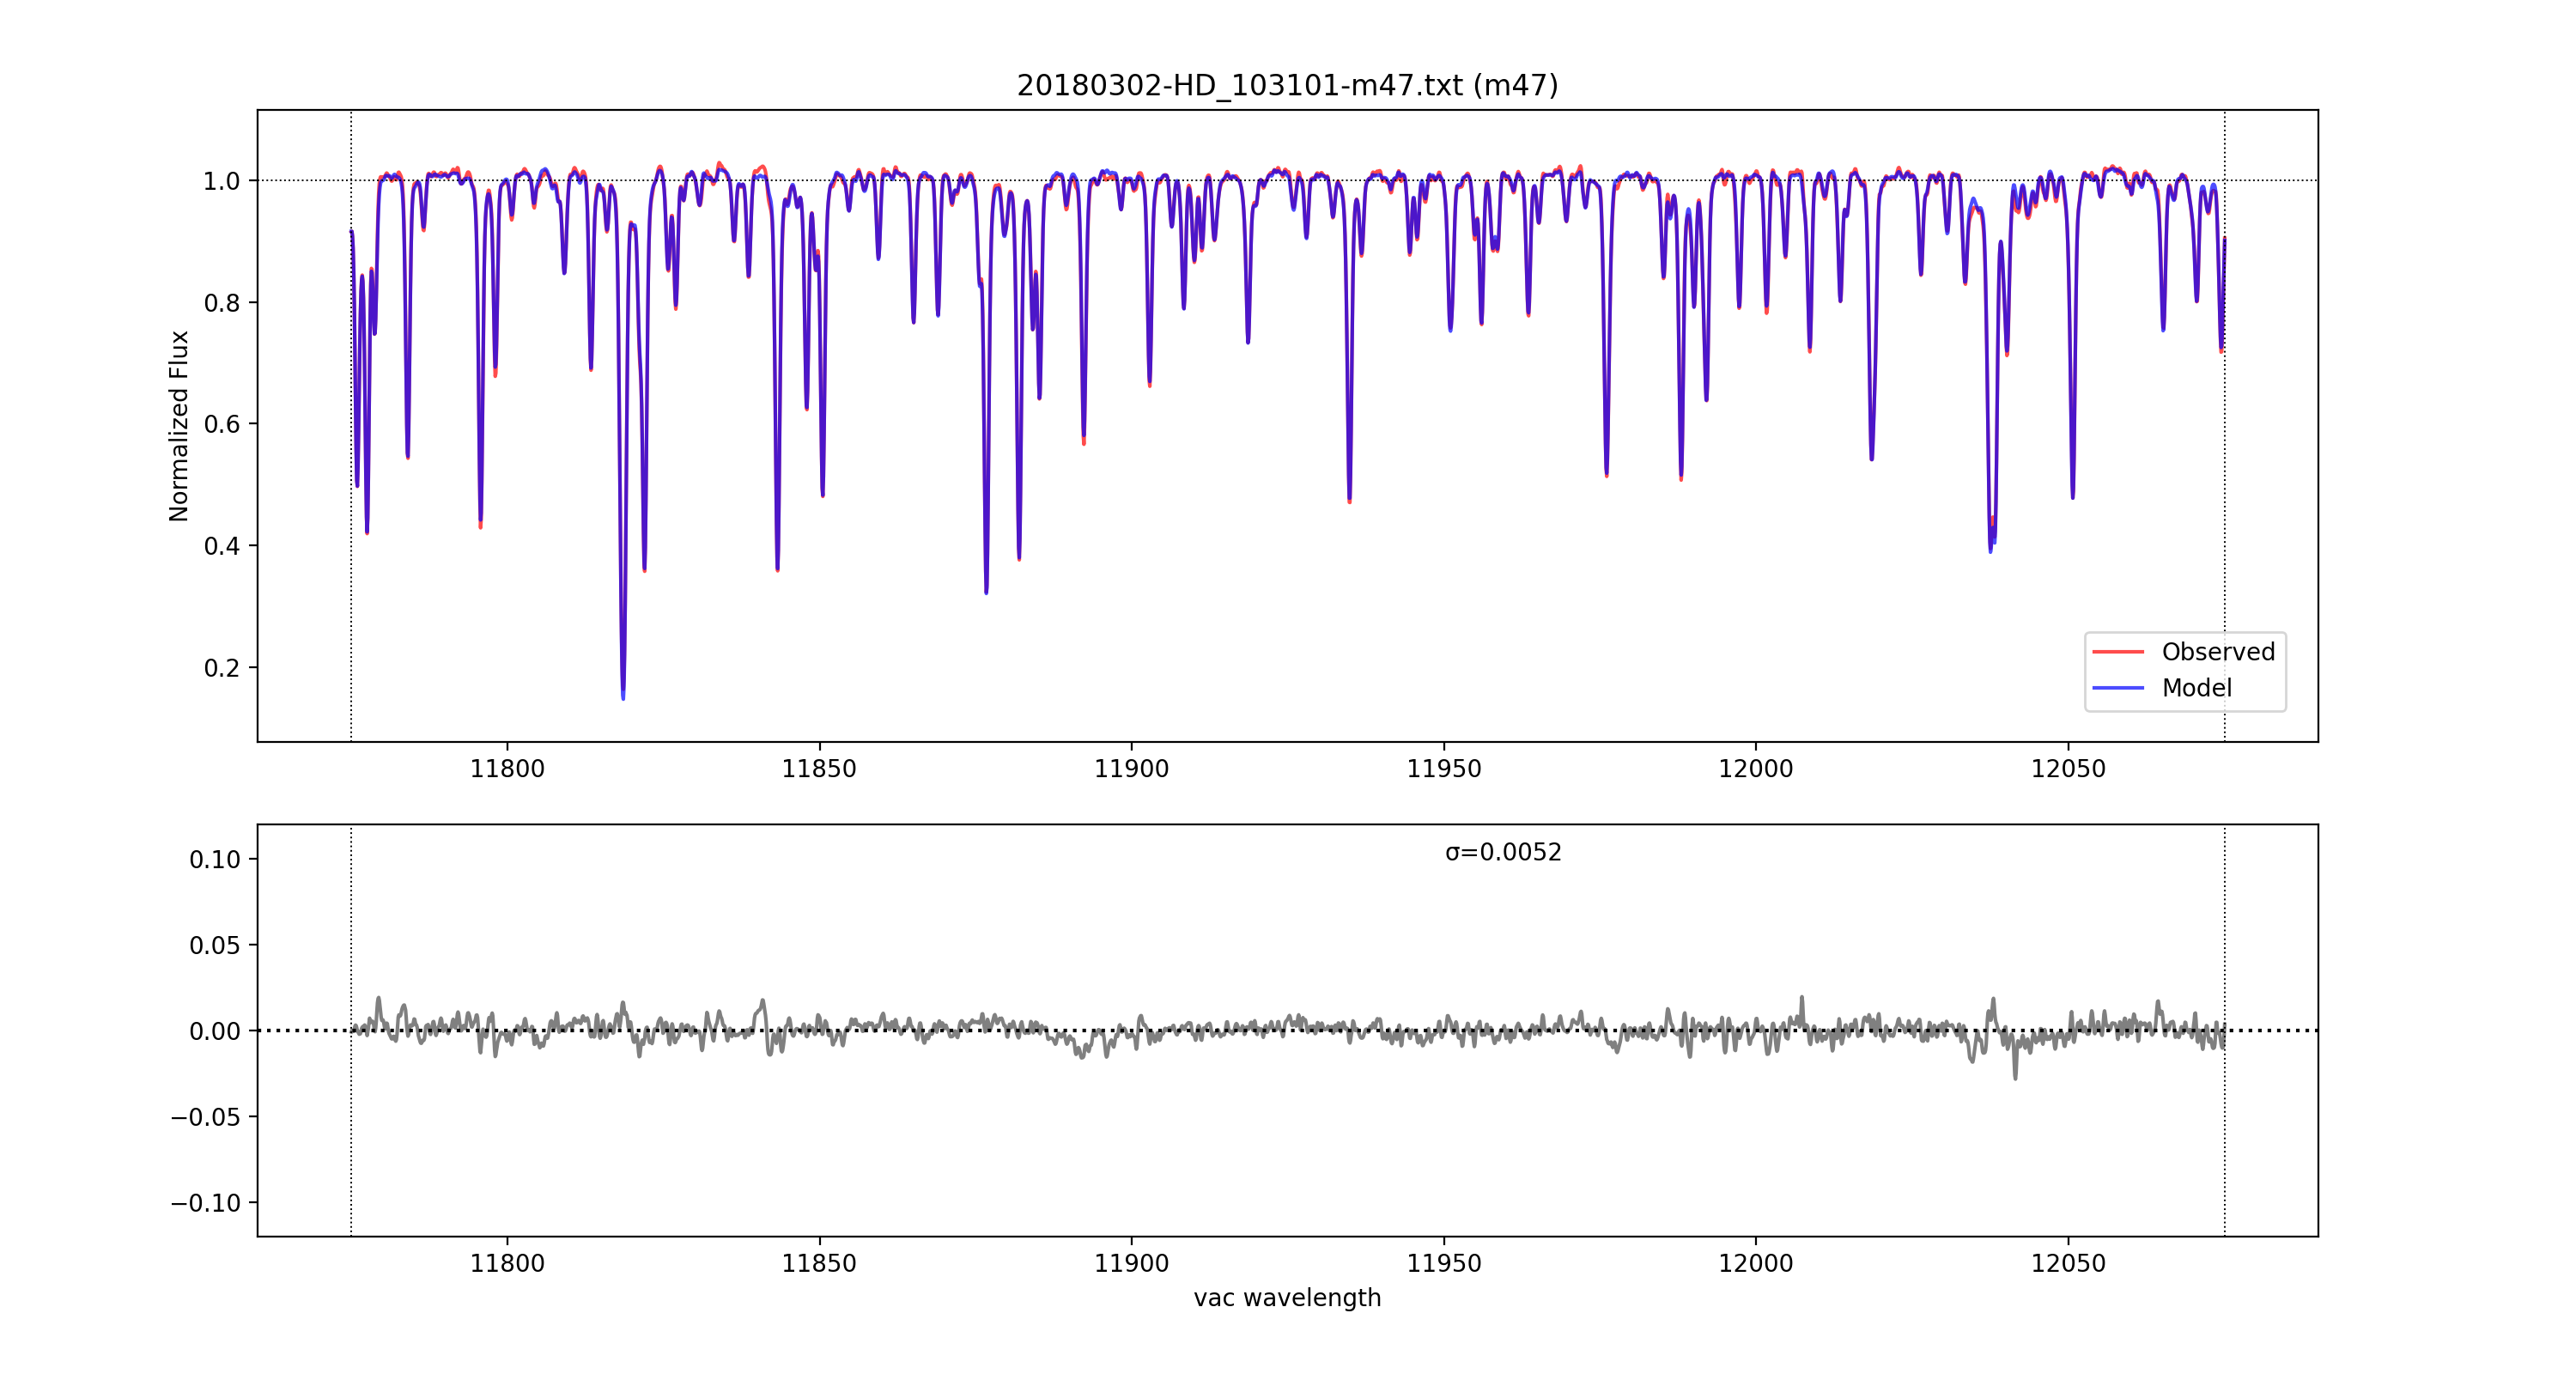 20180302-HD_103101-m47.txt (m47)
Normalized Flux
1.0
0.8
0.6
0.4
0.2
Observed
Model
11800 11850 11900 11950 12000 12050
σ=0.0052
0.10
0.05
0.00
−0.05
−0.10
11800 11850 11900 11950 12000 12050
vac wavelength